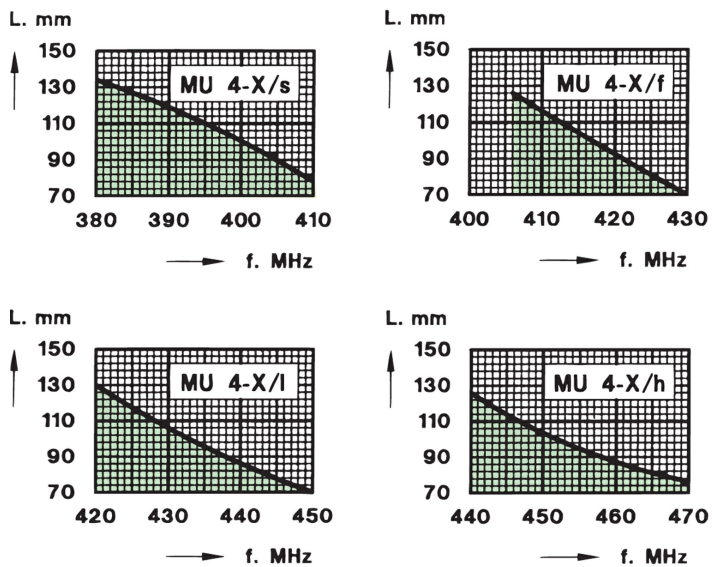 L. mm
150
130
110
90
70
MU 4-X/s
380 390 400 410
f. MHz
L. mm
150
130
110
90
70
MU 4-X/f
400 410 420 430
f. MHz
L. mm
150
130
110
90
70
MU 4-X/l
420 430 440 450
f. MHz
L. mm
150
130
110
90
70
MU 4-X/h
440 450 460 470
f. MHz